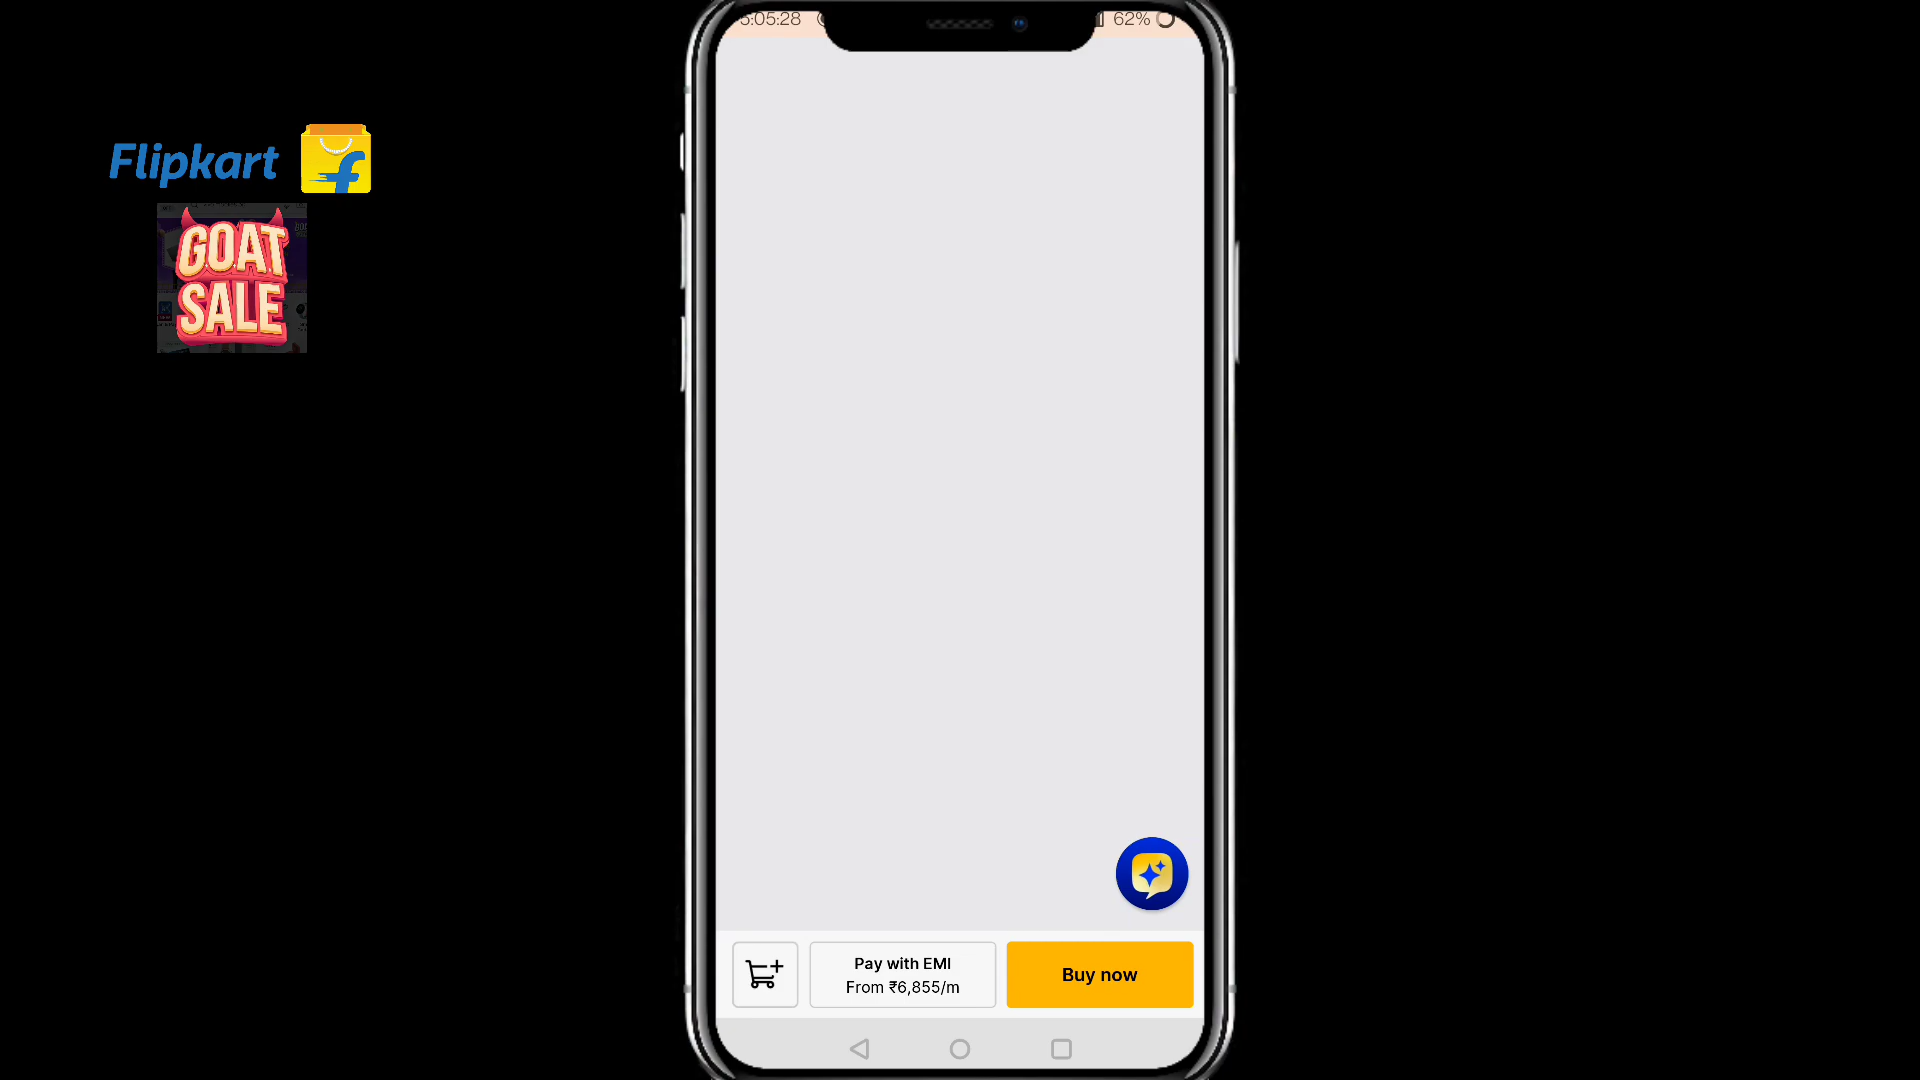 5:05:28
62%
Flipkart
GOAT
SALE
Pay with EMI
From ₹6,855/m
Buy now